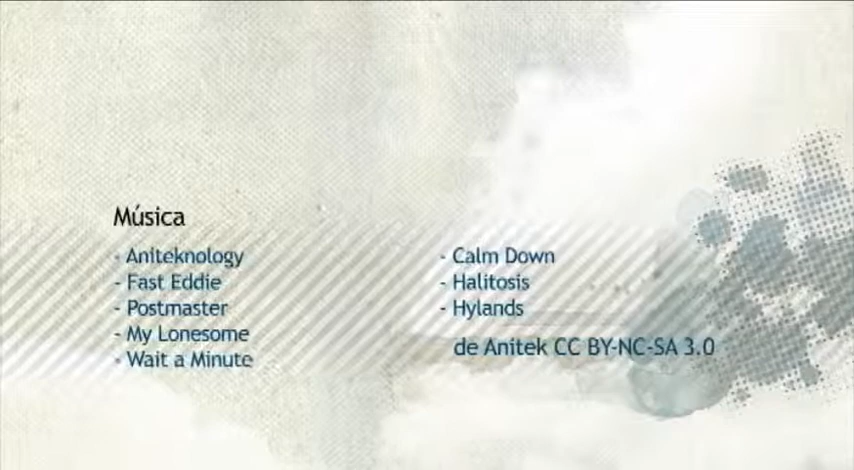 Música
- Aniteknology
- Fast Eddie
- Postmaster
- My Lonesome
- Wait a Minute
- Calm Down
- Halitosis
- Hylands
de Anitek CC BY-NC-SA 3.0